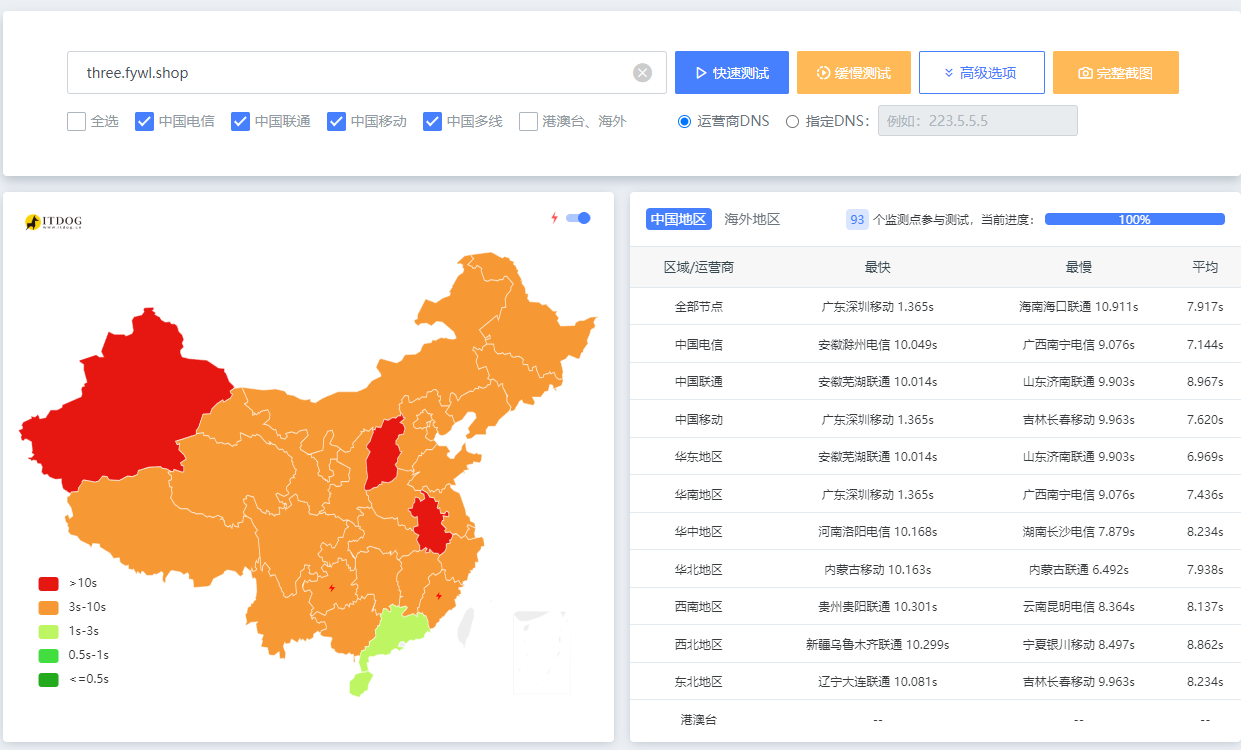 three.fywl.shop
快速测试 缓慢测试 高级选项 完整截图
全选 中国电信 中国联通 中国移动 中国多线 港澳台、海外 运营商DNS 指定DNS: 例如：223.5.5.5
ITDOG
www.itdog.cn
>10s
3s-10s
1s-3s
0.5s-1s
<=0.5s
中国地区 海外地区 93 个监测点参与测试，当前进度： 100%
区域/运营商 最快 最慢 平均
全部节点 广东深圳移动 1.365s 海南海口联通 10.911s 7.917s
中国电信 安徽滁州电信 10.049s 广西南宁电信 9.076s 7.144s
中国联通 安徽芜湖联通 10.014s 山东济南联通 9.903s 8.967s
中国移动 广东深圳移动 1.365s 吉林长春移动 9.963s 7.620s
华东地区 安徽芜湖联通 10.014s 山东济南联通 9.903s 6.969s
华南地区 广东深圳移动 1.365s 广西南宁电信 9.076s 7.436s
华中地区 河南洛阳电信 10.168s 湖南长沙电信 7.879s 8.234s
华北地区 内蒙古移动 10.163s 内蒙古联通 6.492s 7.938s
西南地区 贵州贵阳联通 10.301s 云南昆明电信 8.364s 8.137s
西北地区 新疆乌鲁木齐联通 10.299s 宁夏银川移动 8.497s 8.862s
东北地区 辽宁大连联通 10.081s 吉林长春移动 9.963s 8.234s
港澳台 -- -- --